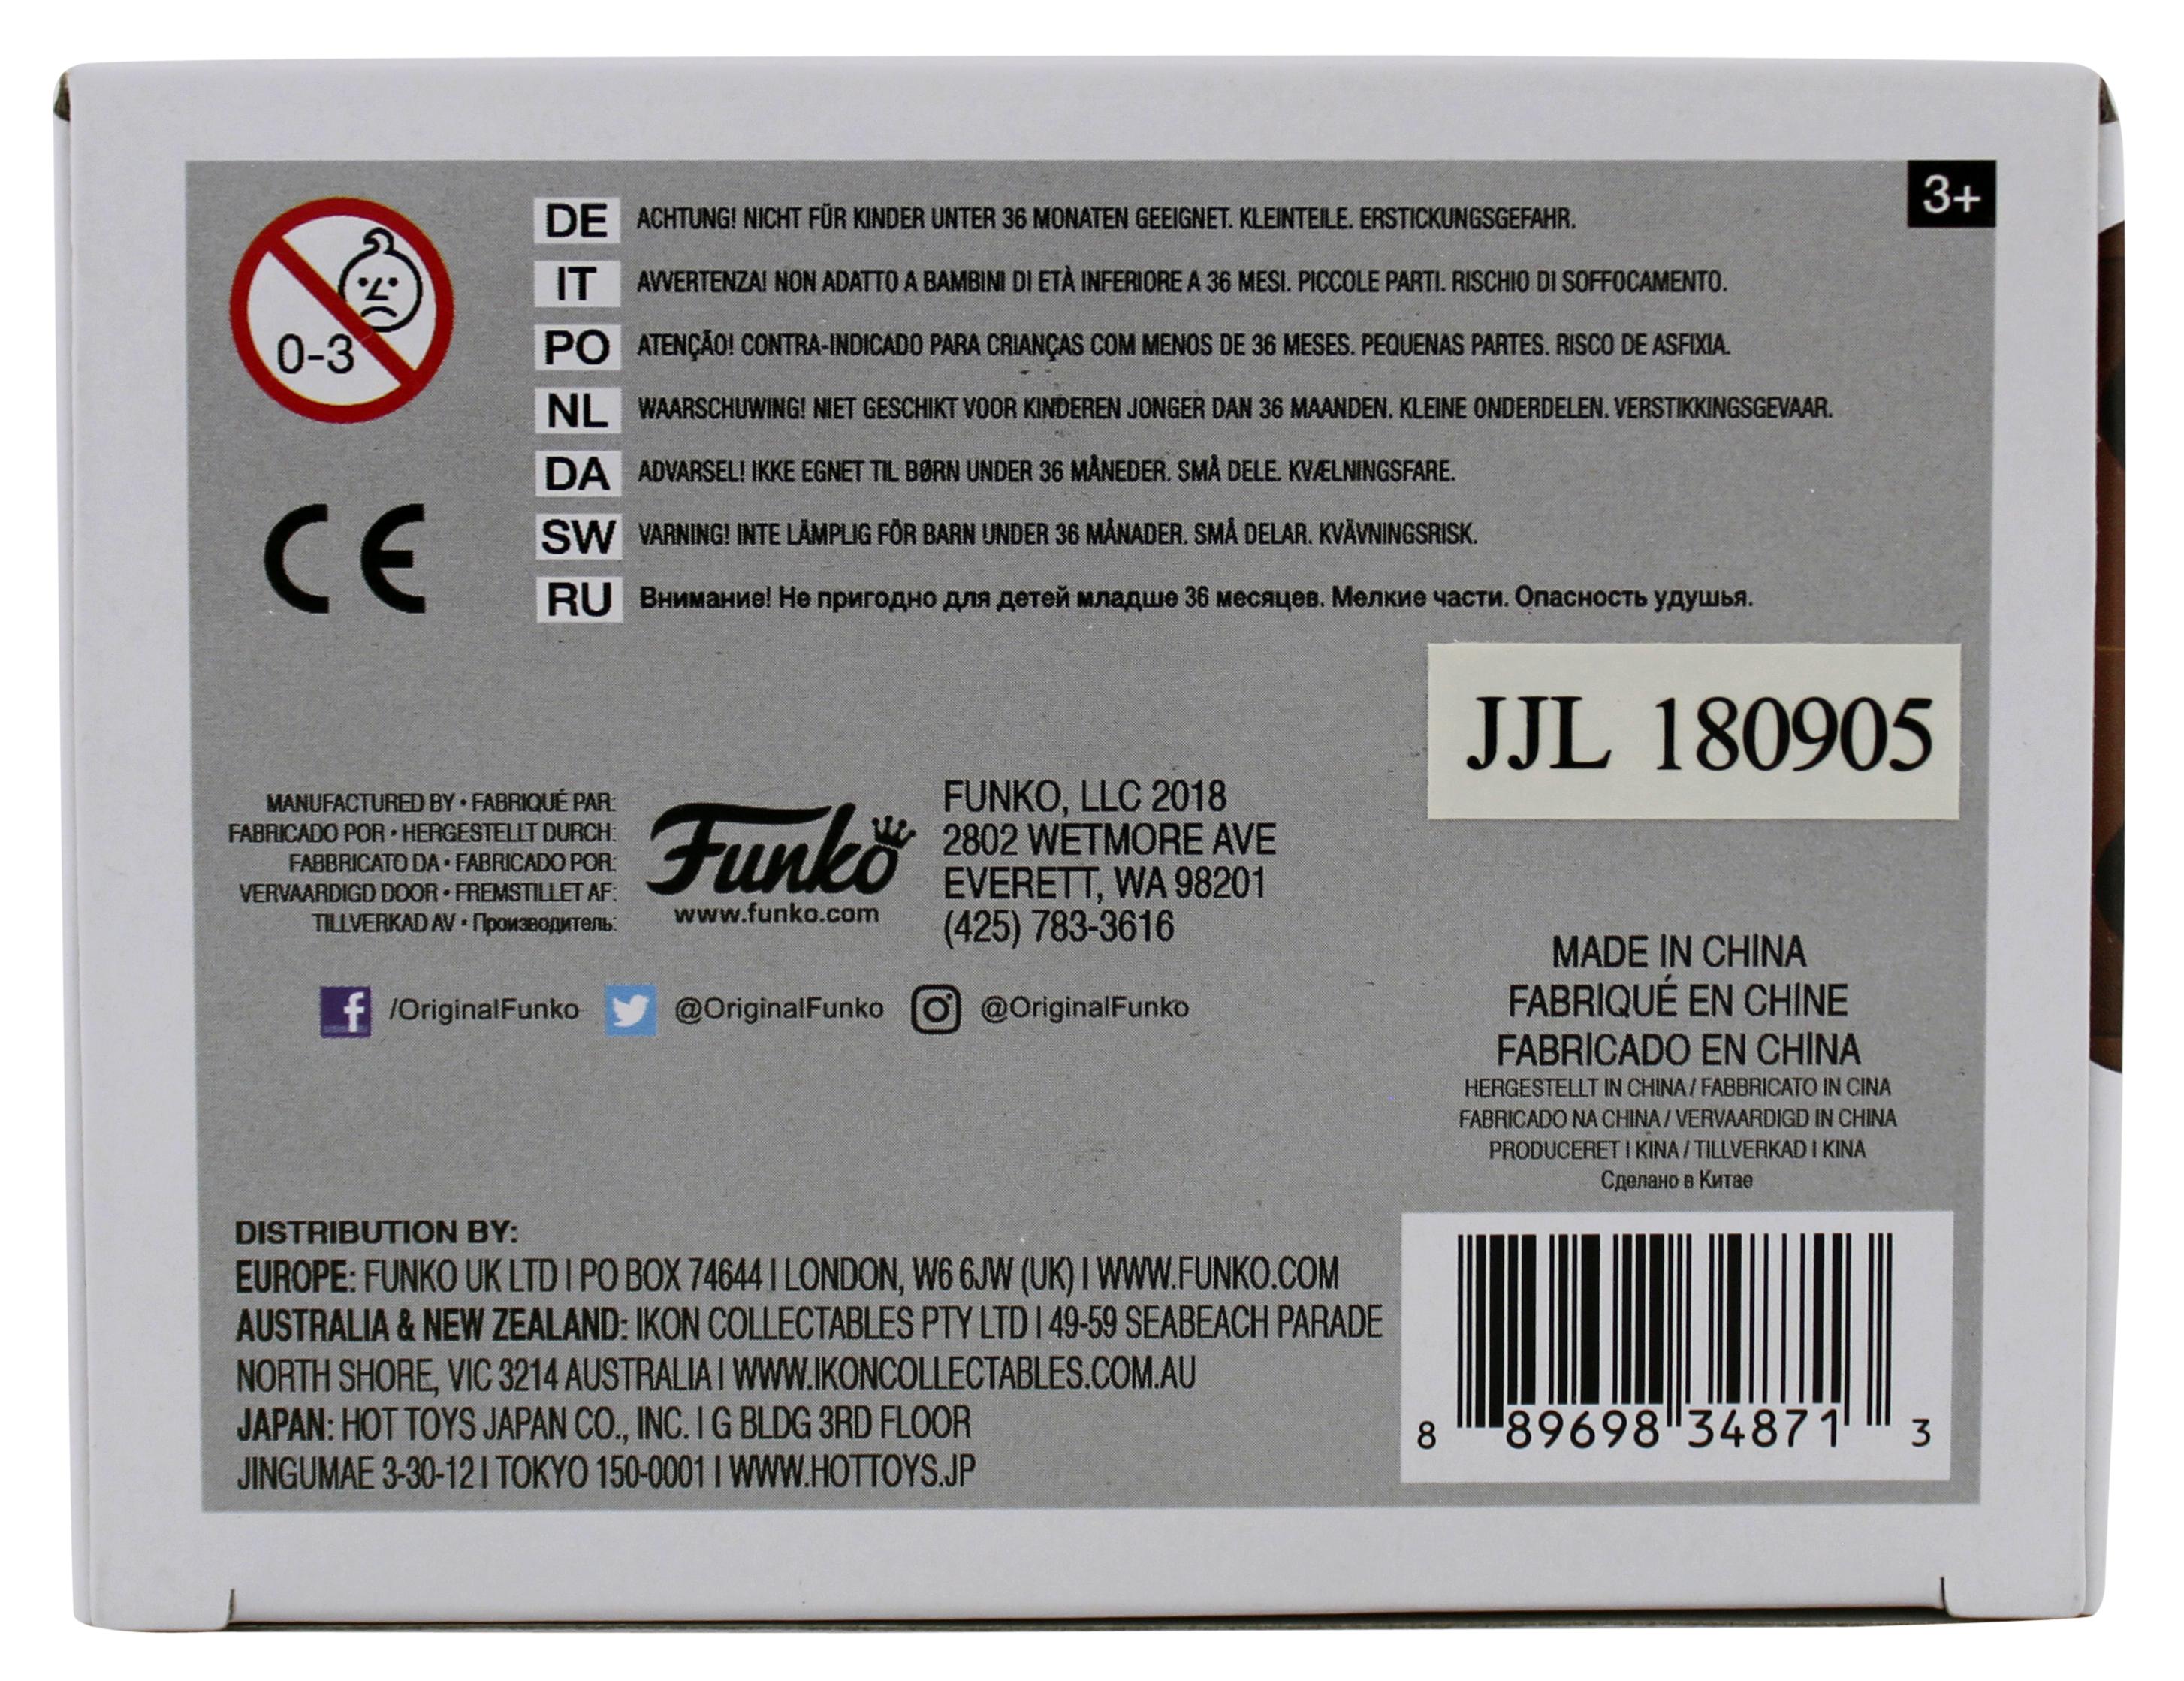 3+
0-3
DE ACHTUNG! NICHT FÜR KINDER UNTER 36 MONATEN GEEIGNET. KLEINTEILE. ERSTICKUNGSGEFAHR.
IT AVVERTENZA! NON ADATTO A BAMBINI DI ETÀ INFERIORE A 36 MESI. PICCOLE PARTI. RISCHIO DI SOFFOCAMENTO.
PO ATENÇÃO! CONTRA-INDICADO PARA CRIANÇAS COM MENOS DE 36 MESES. PEQUENAS PARTES. RISCO DE ASFIXIA.
NL WAARSCHUWING! NIET GESCHIKT VOOR KINDEREN JONGER DAN 36 MAANDEN. KLEINE ONDERDELEN. VERSTIKKINGSGEVAAR.
DA ADVARSEL! IKKE EGNET TIL BØRN UNDER 36 MÅNEDER. SMÅ DELE. KVÆLNINGSFARE.
SW VARNING! INTE LÄMPLIG FÖR BARN UNDER 36 MÅNADER. SMÅ DELAR. KVÄVNINGSRISK.
RU Внимание! Не пригодно для детей младше 36 месяцев. Мелкие части. Опасность удушья.
CE
JJL 180905
MANUFACTURED BY • FABRIQUÉ PAR:
FABRICADO POR • HERGESTELLT DURCH:
FABBRICATO DA • FABRICADO POR:
VERVAARDIGD DOOR • FREMSTILLET AF:
TILLVERKAD AV • Производитель:
Funko
www.funko.com
FUNKO, LLC 2018
2802 WETMORE AVE
EVERETT, WA 98201
(425) 783-3616
/OriginalFunko @OriginalFunko @OriginalFunko
MADE IN CHINA
FABRIQUÉ EN CHINE
FABRICADO EN CHINA
HERGESTELLT IN CHINA / FABBRICATO IN CINA
FABRICADO NA CHINA / VERVAARDIGD IN CHINA
PRODUCERET I KINA / TILLVERKAD I KINA
Сделано в Китае
DISTRIBUTION BY:
EUROPE: FUNKO UK LTD | PO BOX 74644 | LONDON, W6 6JW (UK) | WWW.FUNKO.COM
AUSTRALIA & NEW ZEALAND: IKON COLLECTABLES PTY LTD | 49-59 SEABEACH PARADE
NORTH SHORE, VIC 3214 AUSTRALIA | WWW.IKONCOLLECTABLES.COM.AU
JAPAN: HOT TOYS JAPAN CO., INC. | G BLDG 3RD FLOOR
JINGUMAE 3-30-12 | TOKYO 150-0001 | WWW.HOTTOYS.JP
8 89698 34871 3